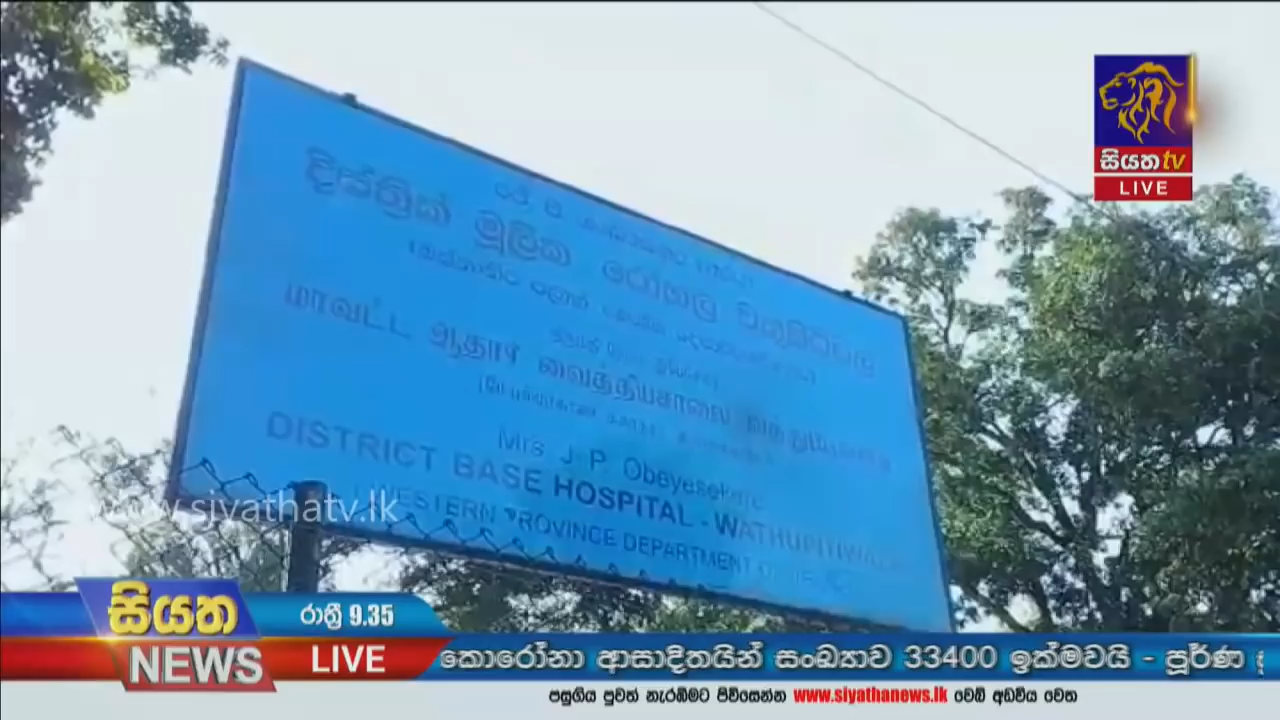 සියත tv
LIVE
දිස්ත්‍රික් මූලික රෝහල වතුපිටිවල
மாவட்ட ஆதார வைத்தியசாலை
Mrs J. P. Obeyesekere
DISTRICT BASE HOSPITAL - WATHUPITIWALA
WESTERN PROVINCE DEPARTMENT OF
www.siyathatv.lk
සියත
NEWS
රාත්‍රී 9.35
LIVE
කොරෝනා ආසාදිතයින් සංඛ්‍යාව 33400 ඉක්මවයි - පූර්ණ
පසුගිය පුවත් නැරඹීමට පිවිසෙන්න www.siyathanews.lk වෙබ් අඩවිය වෙත